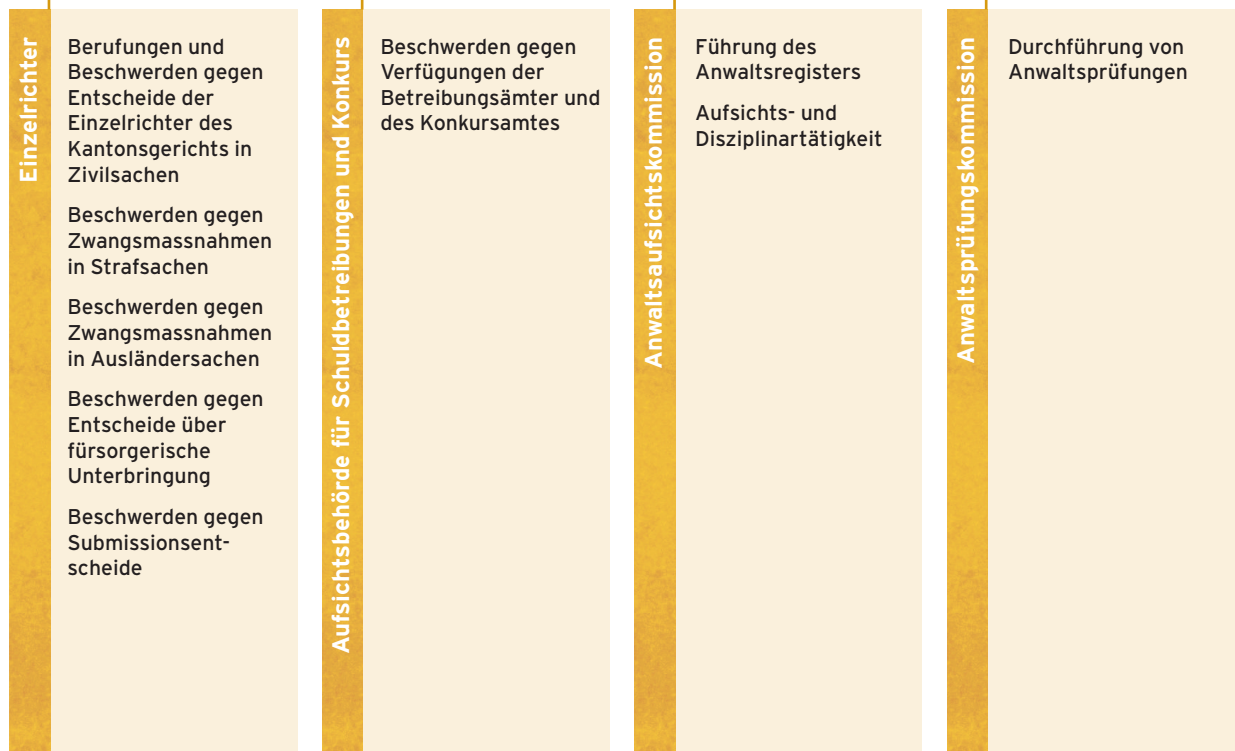 Einzelrichter
Berufungen und
Beschwerden gegen
Entscheide der
Einzelrichter des
Kantonsgerichts in
Zivilsachen
Beschwerden gegen
Zwangsmassnahmen
in Strafsachen
Beschwerden gegen
Zwangsmassnahmen
in Ausländersachen
Beschwerden gegen
Entscheide über
fürsorgerische
Unterbringung
Beschwerden gegen
Submissionsent-
scheide
Aufsichtsbehörde für Schuldbetreibungen und Konkurs
Beschwerden gegen
Verfügungen der
Betreibungsämter und
des Konkursamtes
Anwaltsaufsichtskommission
Führung des
Anwaltsregisters
Aufsichts- und
Disziplinartätigkeit
Anwaltsprüfungskommission
Durchführung von
Anwaltsprüfungen